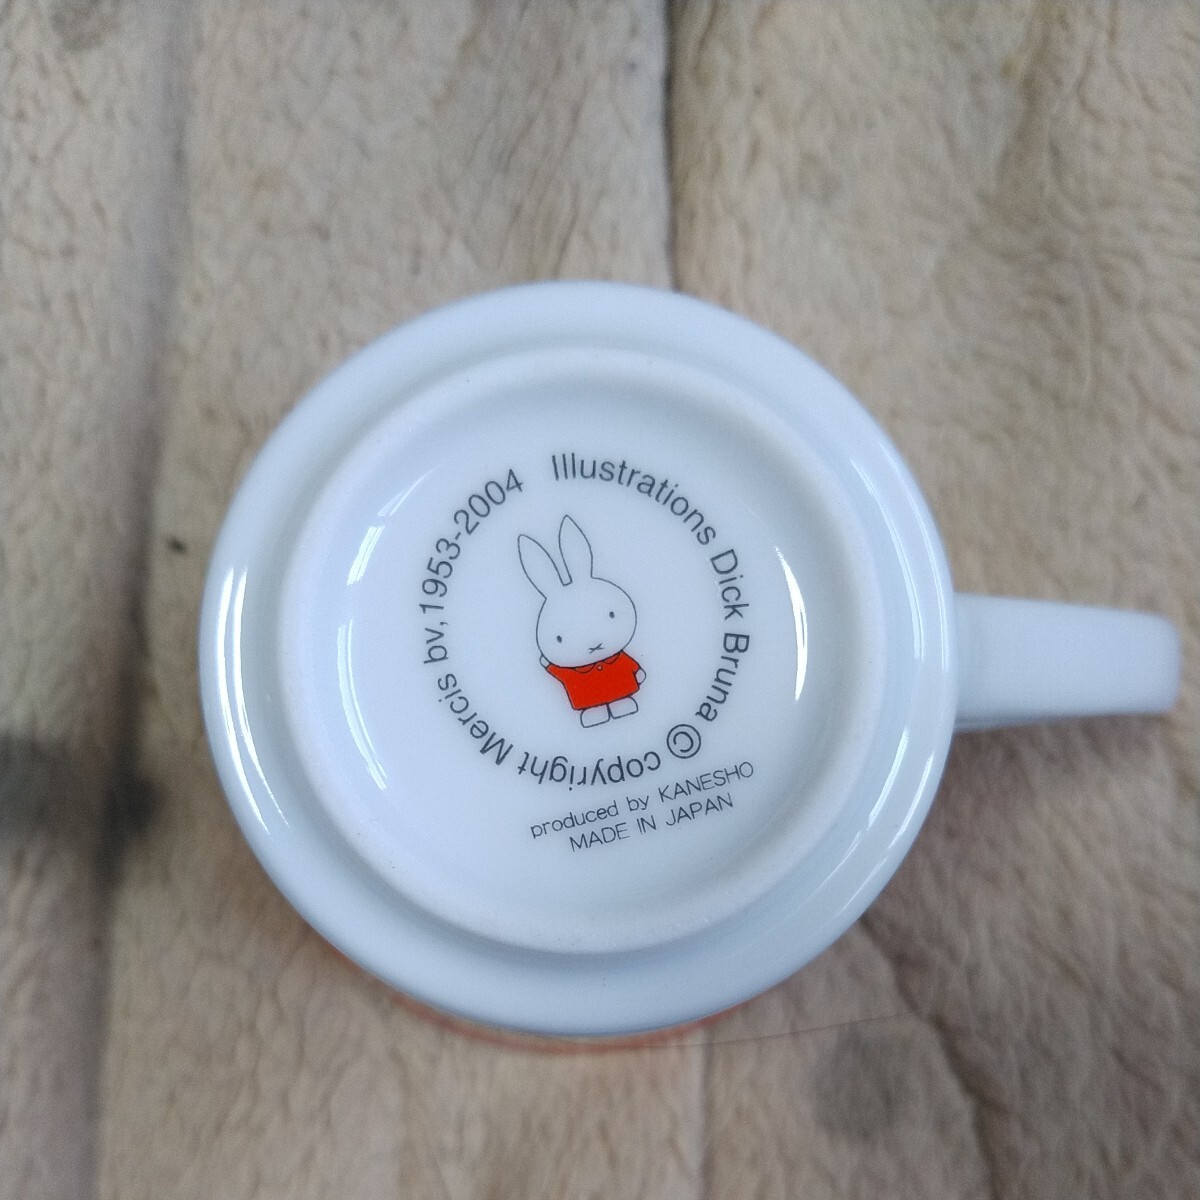 Illustrations Dick Bruna © copyright Mercis bv, 1953-2004
produced by KANESHO
MADE IN JAPAN